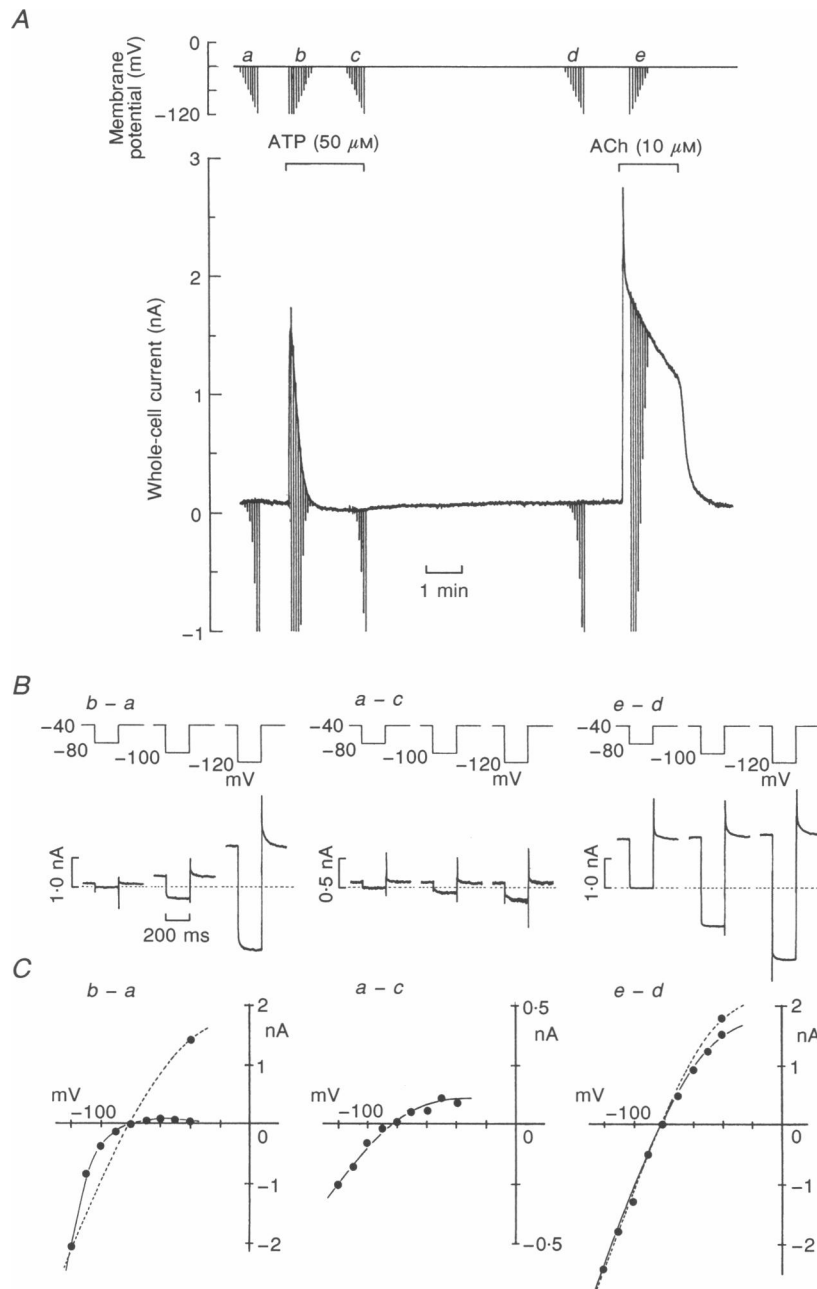 A
a b c d e
Membrane potential (mV)
0
−120
ATP (50 μM)
ACh (10 μM)
Whole-cell current (nA)
3
2
1
0
−1
1 min
B
b – a
a – c
e – d
−40
−80
−100
−120
mV
−40
−80
−100
−120
mV
−40
−80
−100
−120
mV
1·0 nA
200 ms
0·5 nA
1·0 nA
C
b – a
a – c
e – d
2
nA
1
mV
−100
0
−1
−2
0·5
nA
mV
−100
0
−0·5
2
nA
1
mV
−100
0
−1
−2